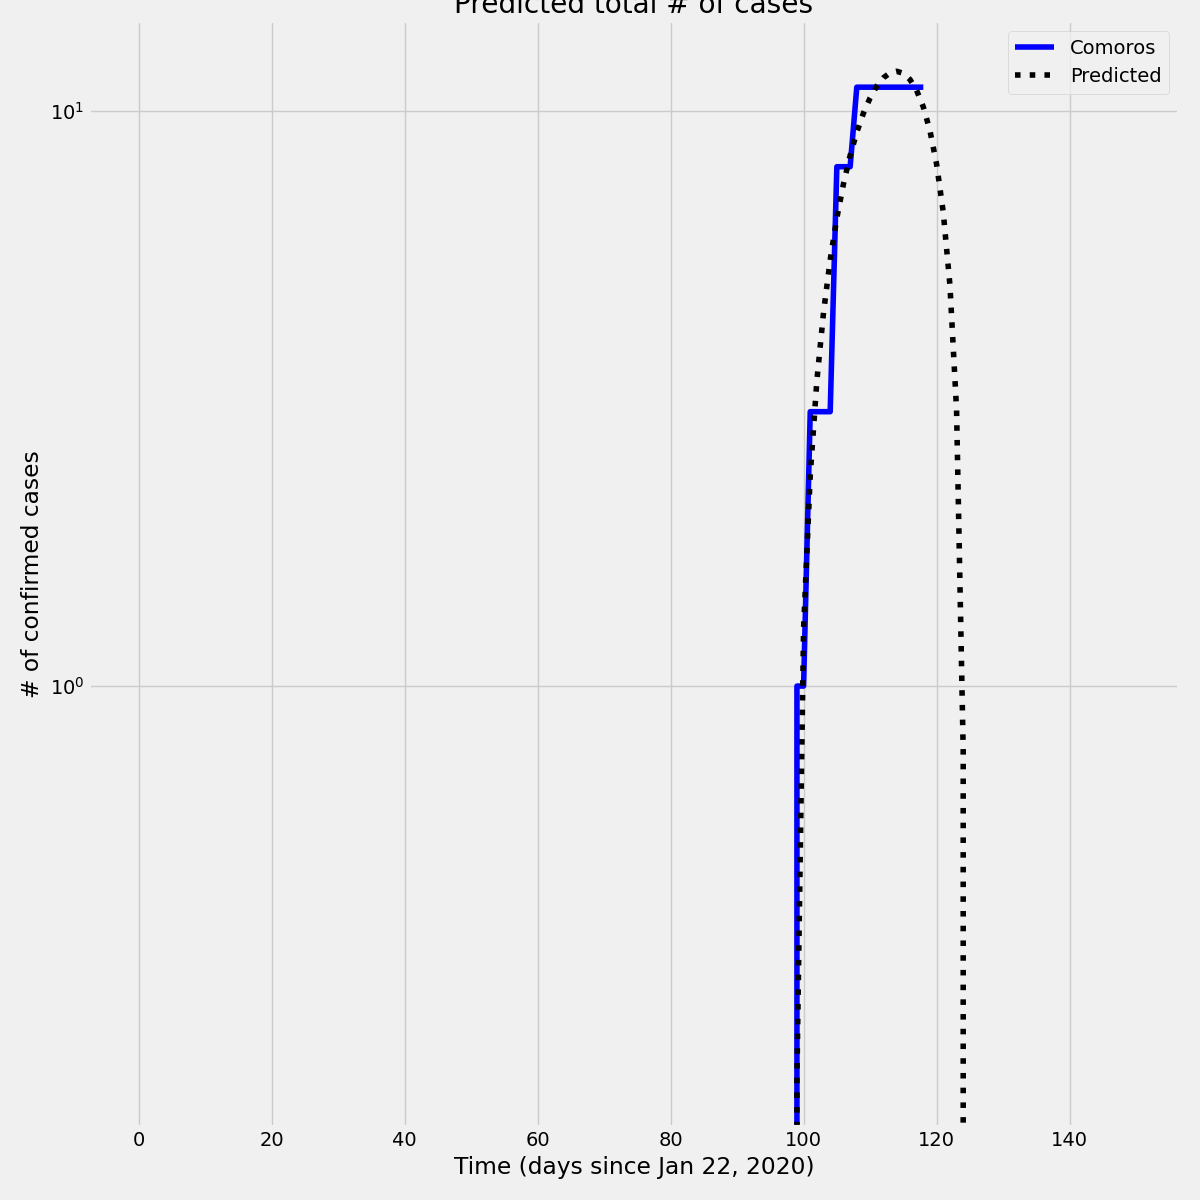 Predicted total # of cases
Comoros
Predicted
10¹
10⁰
# of confirmed cases
0 20 40 60 80 100 120 140
Time (days since Jan 22, 2020)